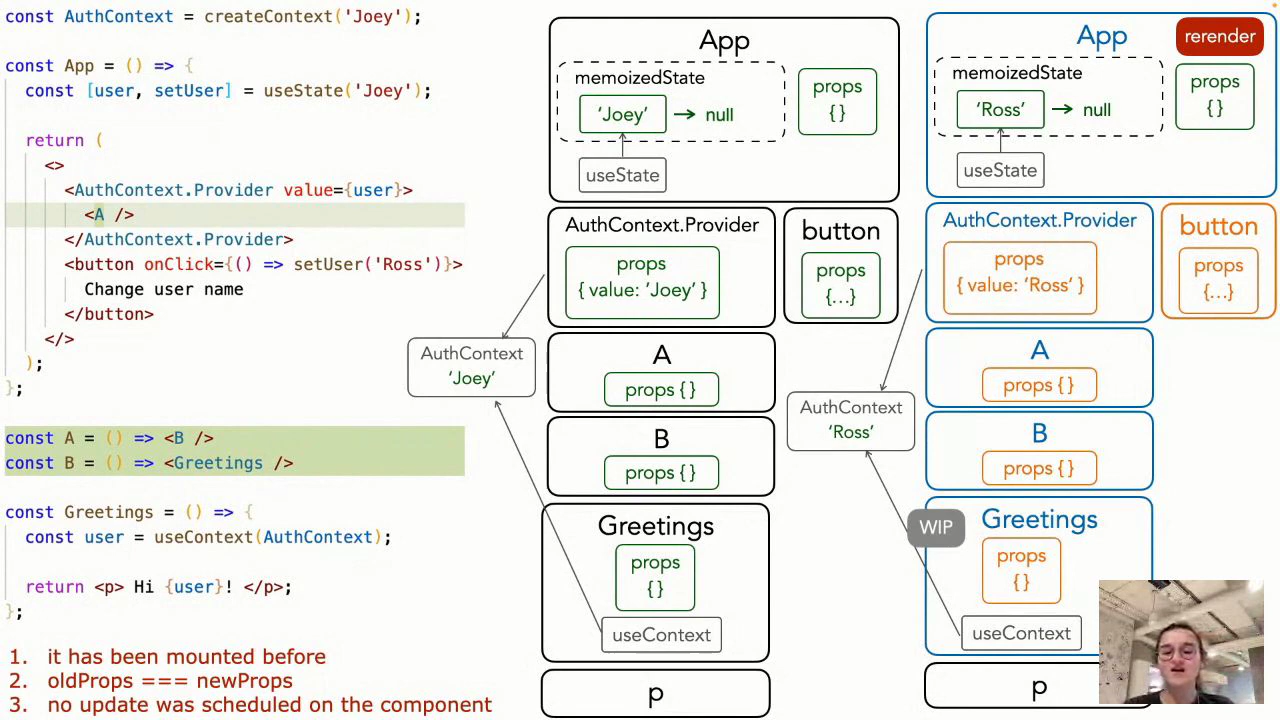 const AuthContext = createContext('Joey');
const App = () => {
const [user, setUser] = useState('Joey');
return (
<>
<AuthContext.Provider value={user}>
<A />
</AuthContext.Provider>
<button onClick={() => setUser('Ross')}>
Change user name
</button>
</>
);
};
const A = () => <B />
const B = () => <Greetings />
const Greetings = () => {
const user = useContext(AuthContext);
return <p> Hi {user}! </p>;
};
1. it has been mounted before
2. oldProps === newProps
3. no update was scheduled on the component
App
memoizedState
'Joey' → null
useState
props
{ }
AuthContext.Provider
props
{ value: 'Joey' }
button
props
{...}
AuthContext
'Joey'
A
props { }
B
props { }
Greetings
props
{ }
useContext
p
App
rerender
memoizedState
'Ross' → null
useState
props
{ }
AuthContext.Provider
props
{ value: 'Ross' }
button
props
{...}
AuthContext
'Ross'
A
props { }
B
props { }
WIP
Greetings
props
{ }
useContext
p